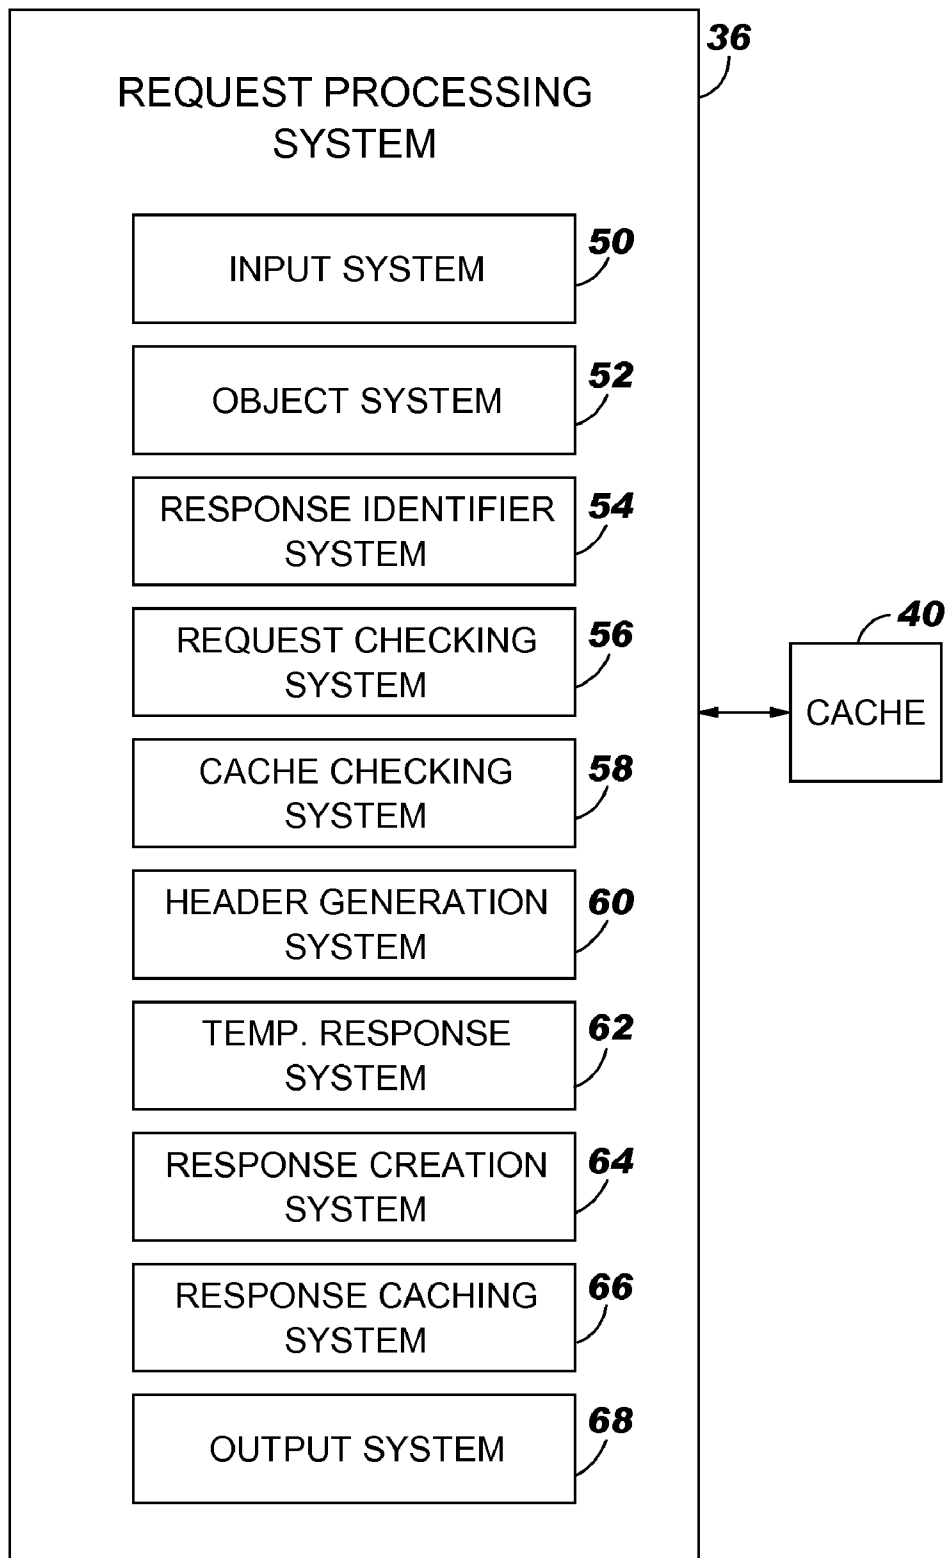 36
REQUEST PROCESSING
SYSTEM
INPUT SYSTEM
50
OBJECT SYSTEM
52
RESPONSE IDENTIFIER
SYSTEM
54
REQUEST CHECKING
SYSTEM
56
CACHE CHECKING
SYSTEM
58
HEADER GENERATION
SYSTEM
60
TEMP. RESPONSE
SYSTEM
62
RESPONSE CREATION
SYSTEM
64
RESPONSE CACHING
SYSTEM
66
OUTPUT SYSTEM
68
40
CACHE